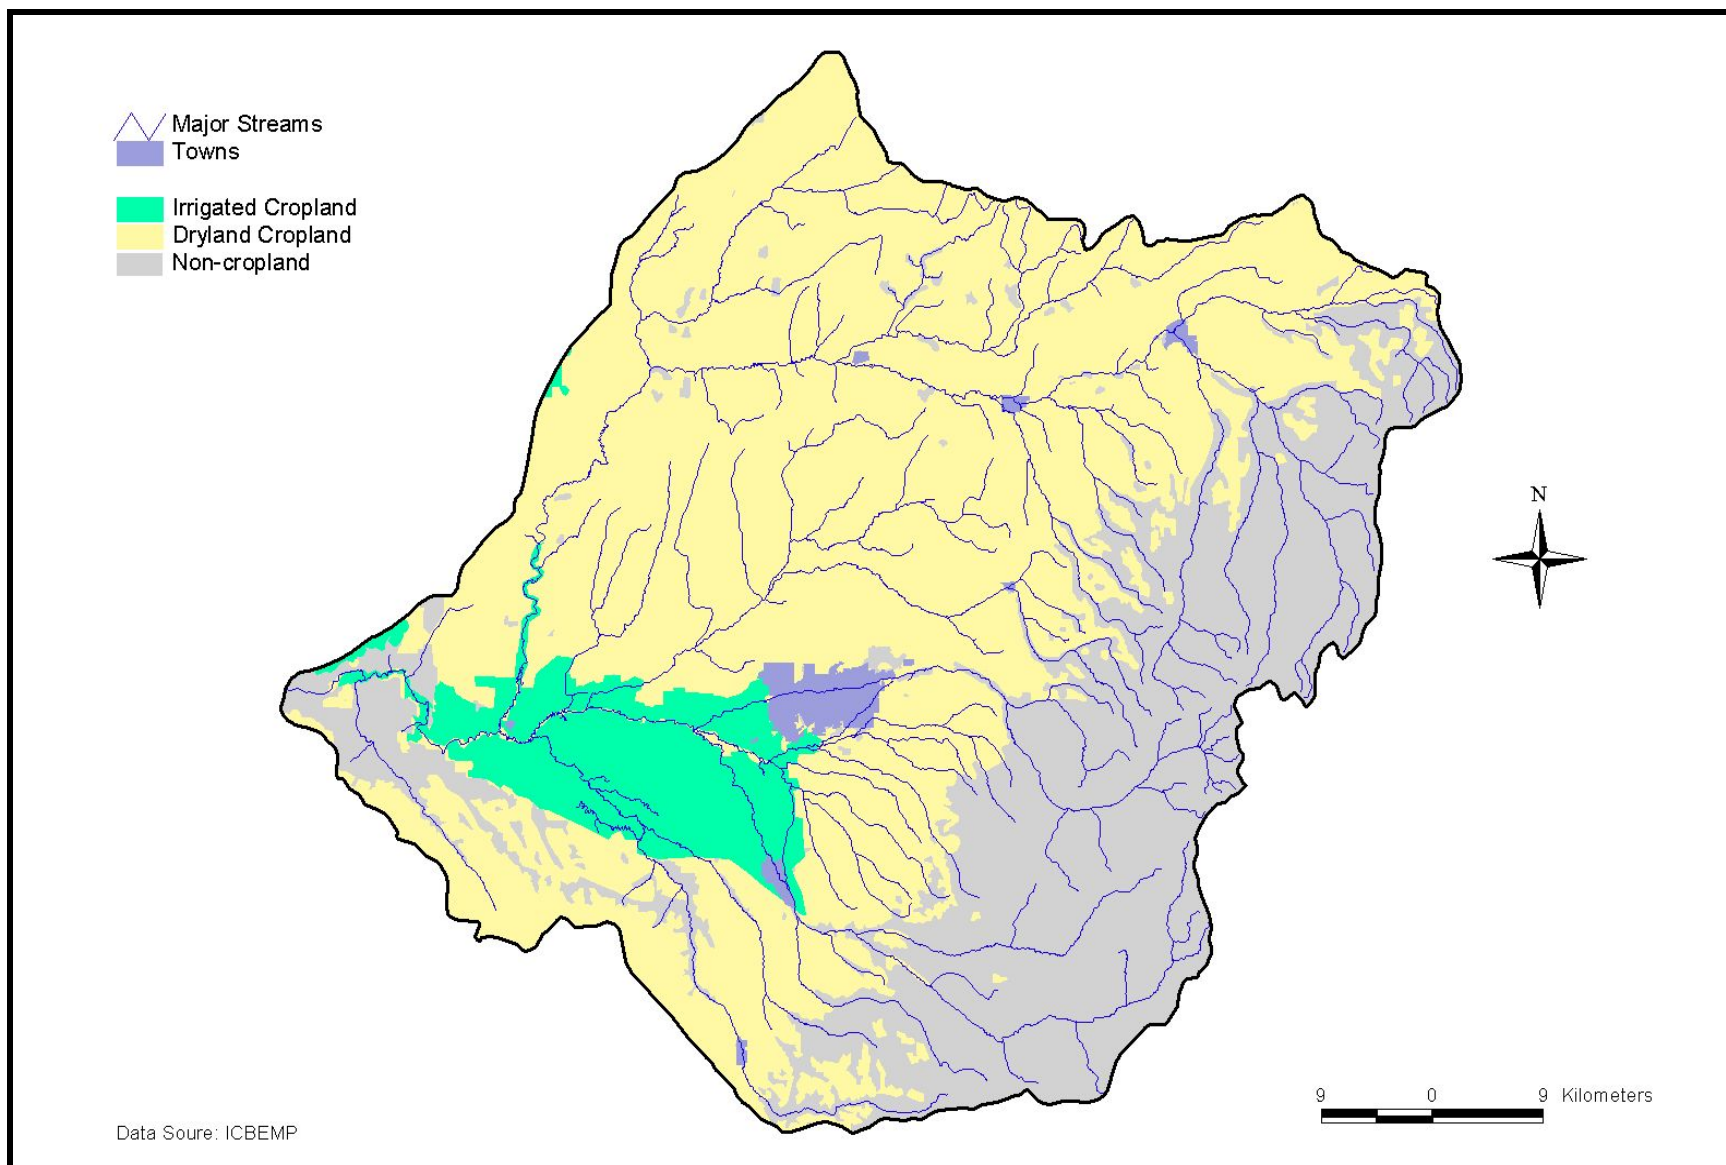 Major Streams
Towns
Irrigated Cropland
Dryland Cropland
Non-cropland
N
9 0 9 Kilometers
Data Soure: ICBEMP